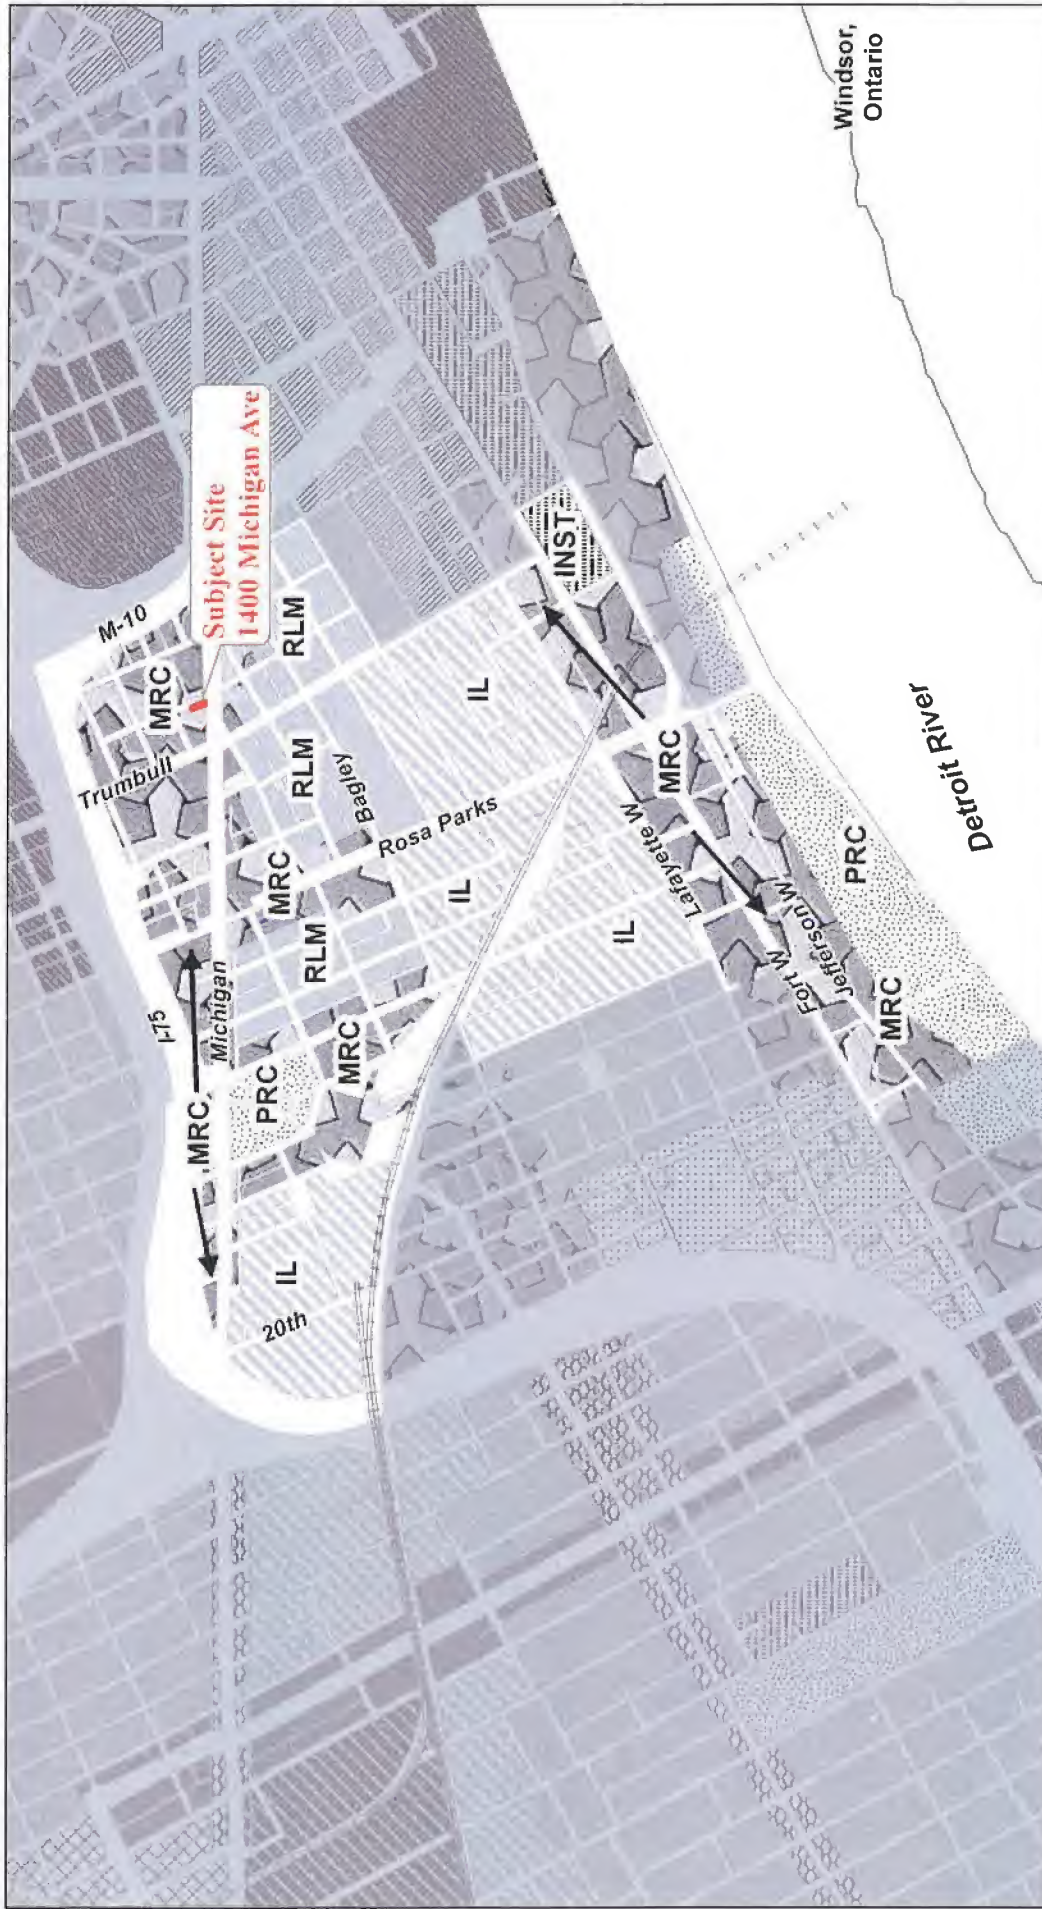 Windsor,
Ontario
M-10
Subject Site
1400 Michigan Ave
MRC
Trumbull
RLM
INST
RLM
IL
Bagley
Rosa Parks
MRC
MRC
I-75
Michigan
RLM
IL
IL
Lafayette W
Fort W
Jefferson W
MRC
PRC
Detroit River
MRC
PRC
MRC
IL
20th